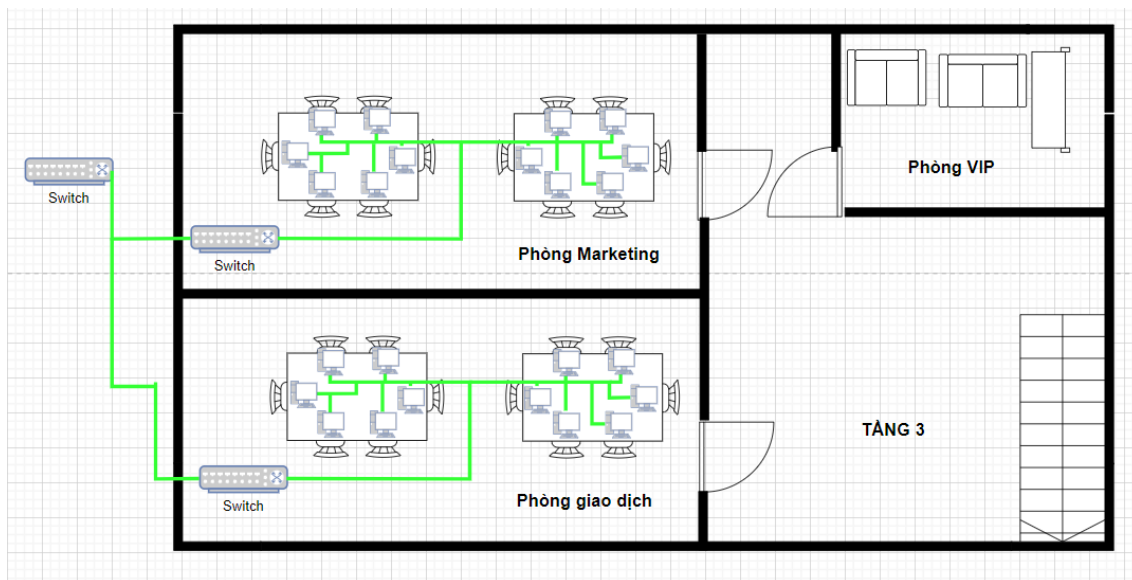 Phòng VIP
Switch
Phòng Marketing
Switch
TẦNG 3
Phòng giao dịch
Switch